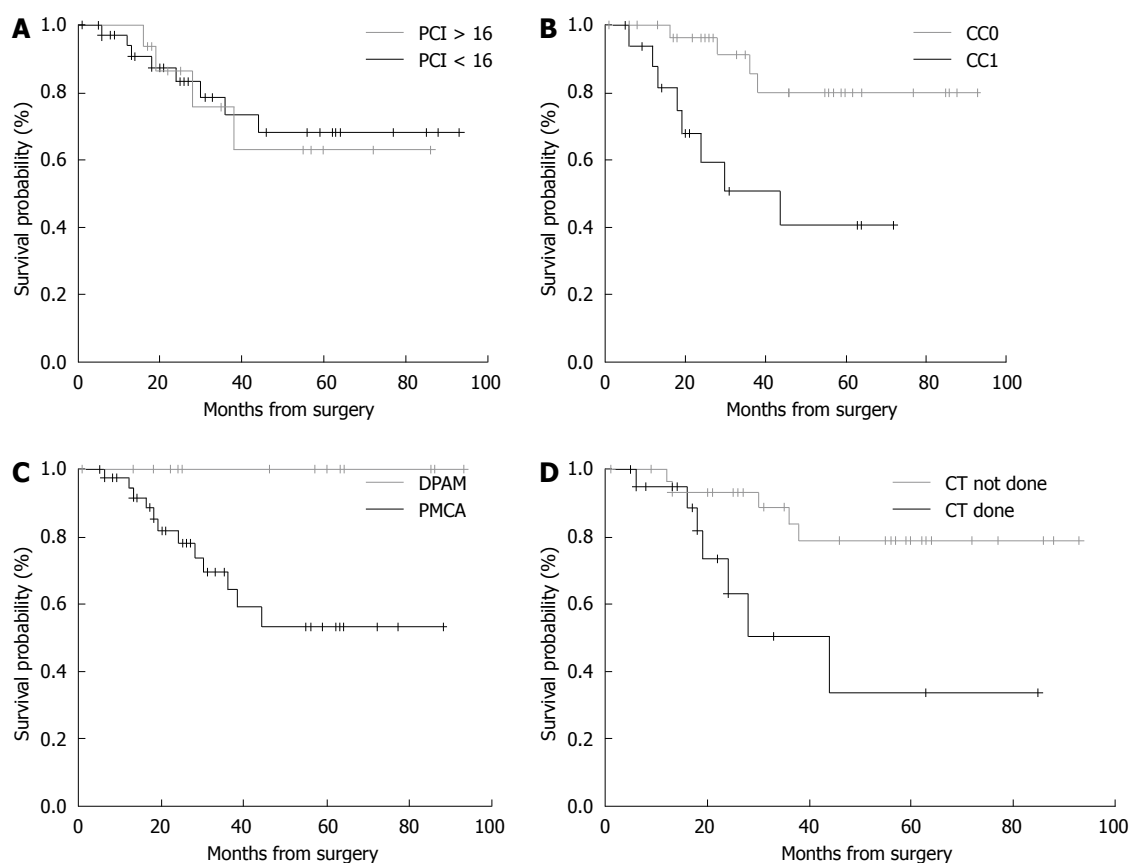 A
PCI > 16
PCI < 16
Survival probability (%)
1.0
0.8
0.6
0.4
0.2
0.0
0 20 40 60 80 100
Months from surgery
B
CC0
CC1
Survival probability (%)
1.0
0.8
0.6
0.4
0.2
0.0
0 20 40 60 80 100
Months from surgery
C
DPAM
PMCA
Survival probability (%)
1.0
0.8
0.6
0.4
0.2
0.0
0 20 40 60 80 100
Months from surgery
D
CT not done
CT done
Survival probability (%)
1.0
0.8
0.6
0.4
0.2
0.0
0 20 40 60 80 100
Months from surgery